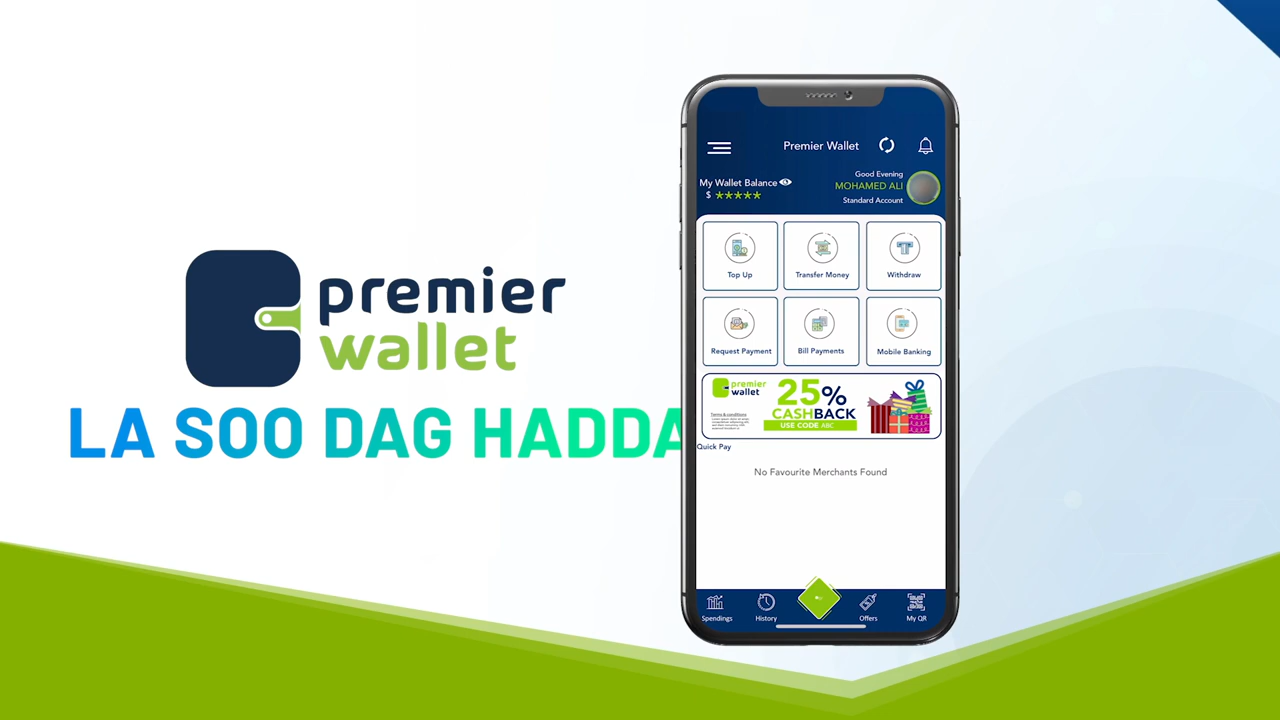 premier
wallet
LA SOO DAG HADDA
Premier Wallet
My Wallet Balance
$ *****
Good Evening
MOHAMED ALI
Standard Account
Top Up
Transfer Money
Withdraw
Request Payment
Bill Payments
Mobile Banking
premier
wallet
Terms & conditions
25%
CASHBACK
USE CODE ABC
Quick Pay
No Favourite Merchants Found
Spendings
History
Offers
My QR